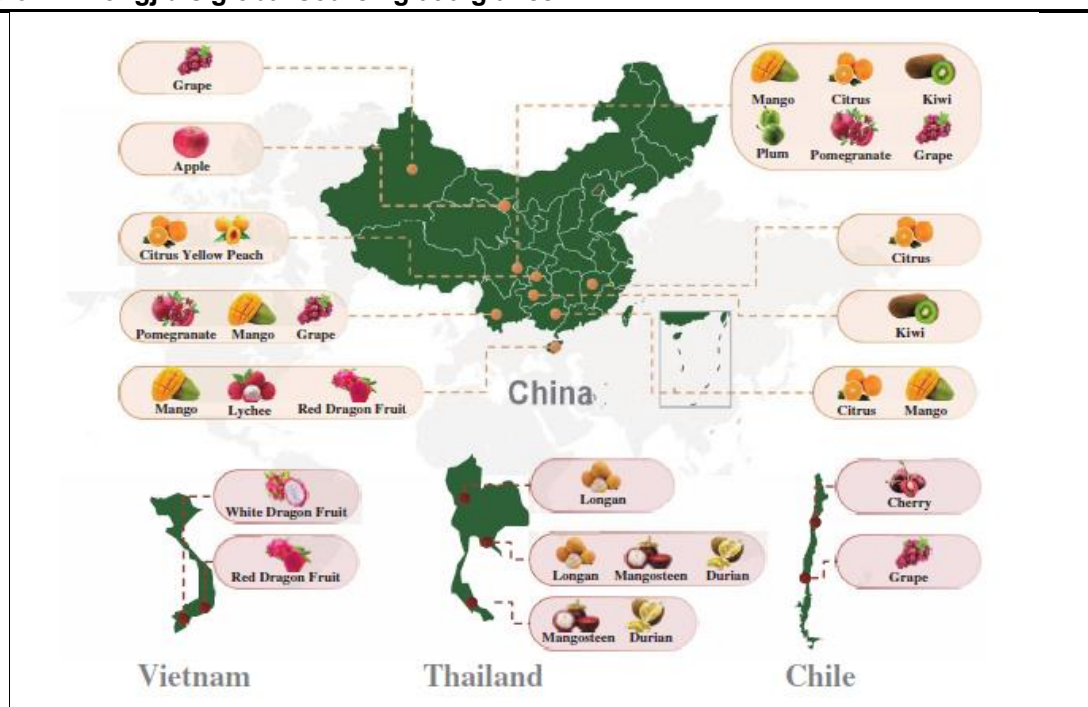 Grape
Mango Citrus Kiwi
Apple
Plum Pomegranate Grape
Citrus Yellow Peach
Citrus
Pomegranate Mango Grape
Kiwi
Mango Lychee Red Dragon Fruit
China
Citrus Mango
White Dragon Fruit
Longan
Cherry
Red Dragon Fruit
Longan Mangosteen Durian
Grape
Mangosteen Durian
Vietnam
Thailand
Chile